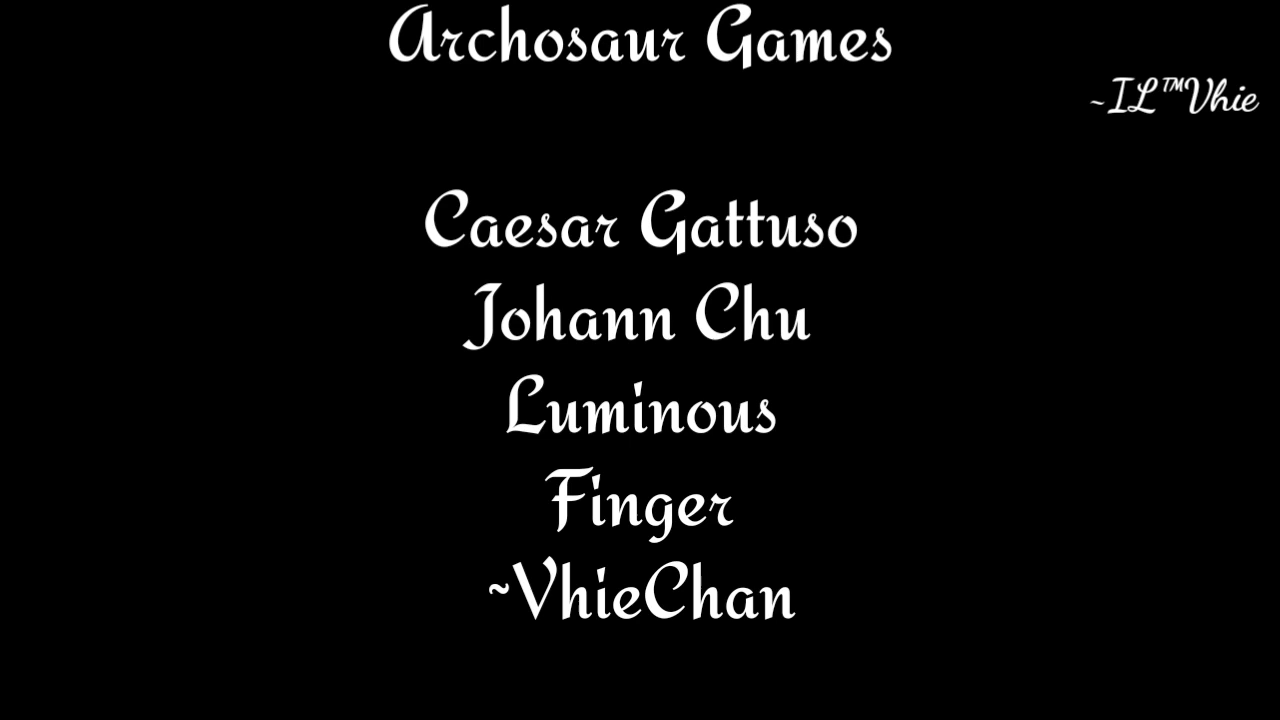 Archosaur Games
~IL™Vhie
Caesar Gattuso
Johann Chu
Luminous
Finger
~VhieChan